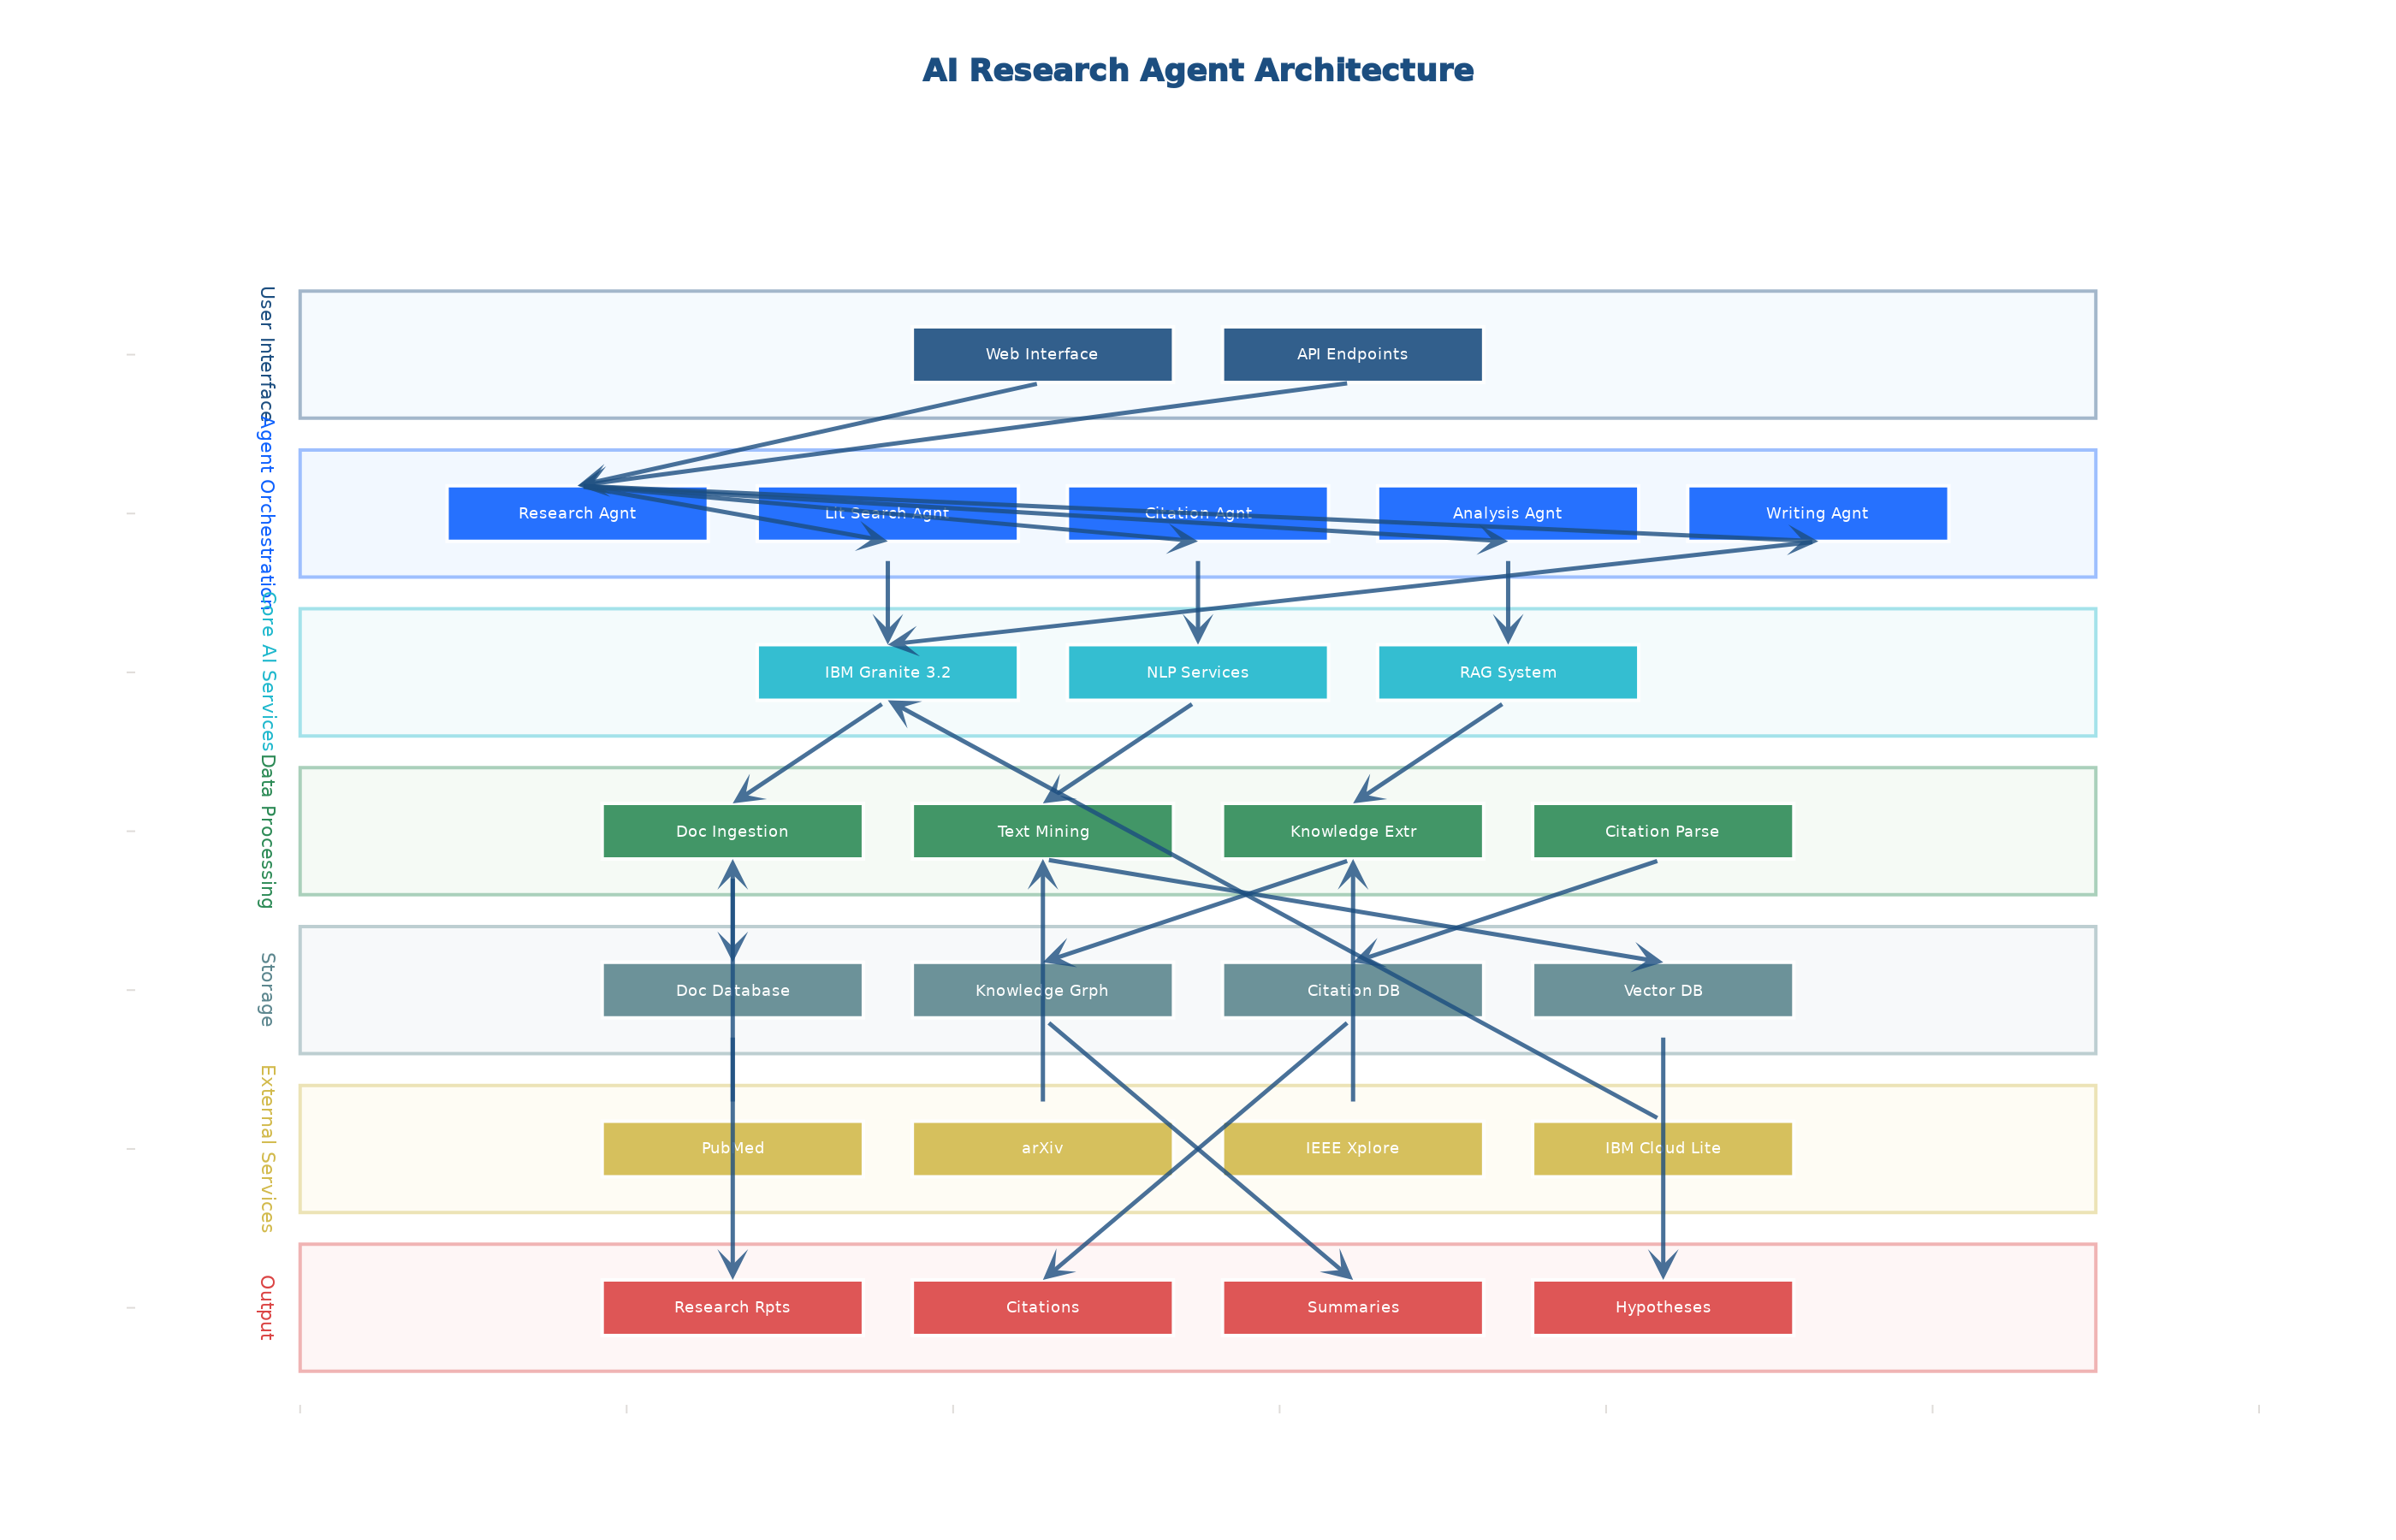 AI Research Agent Architecture
User Interface
Web Interface
API Endpoints
Agent Orchestration
Research Agnt
Lit Search Agnt
Citation Agnt
Analysis Agnt
Writing Agnt
Core AI Services
IBM Granite 3.2
NLP Services
RAG System
Data Processing
Doc Ingestion
Text Mining
Knowledge Extr
Citation Parse
Storage
Doc Database
Knowledge Grph
Citation DB
Vector DB
External Services
PubMed
arXiv
IEEE Xplore
IBM Cloud Lite
Output
Research Rpts
Citations
Summaries
Hypotheses